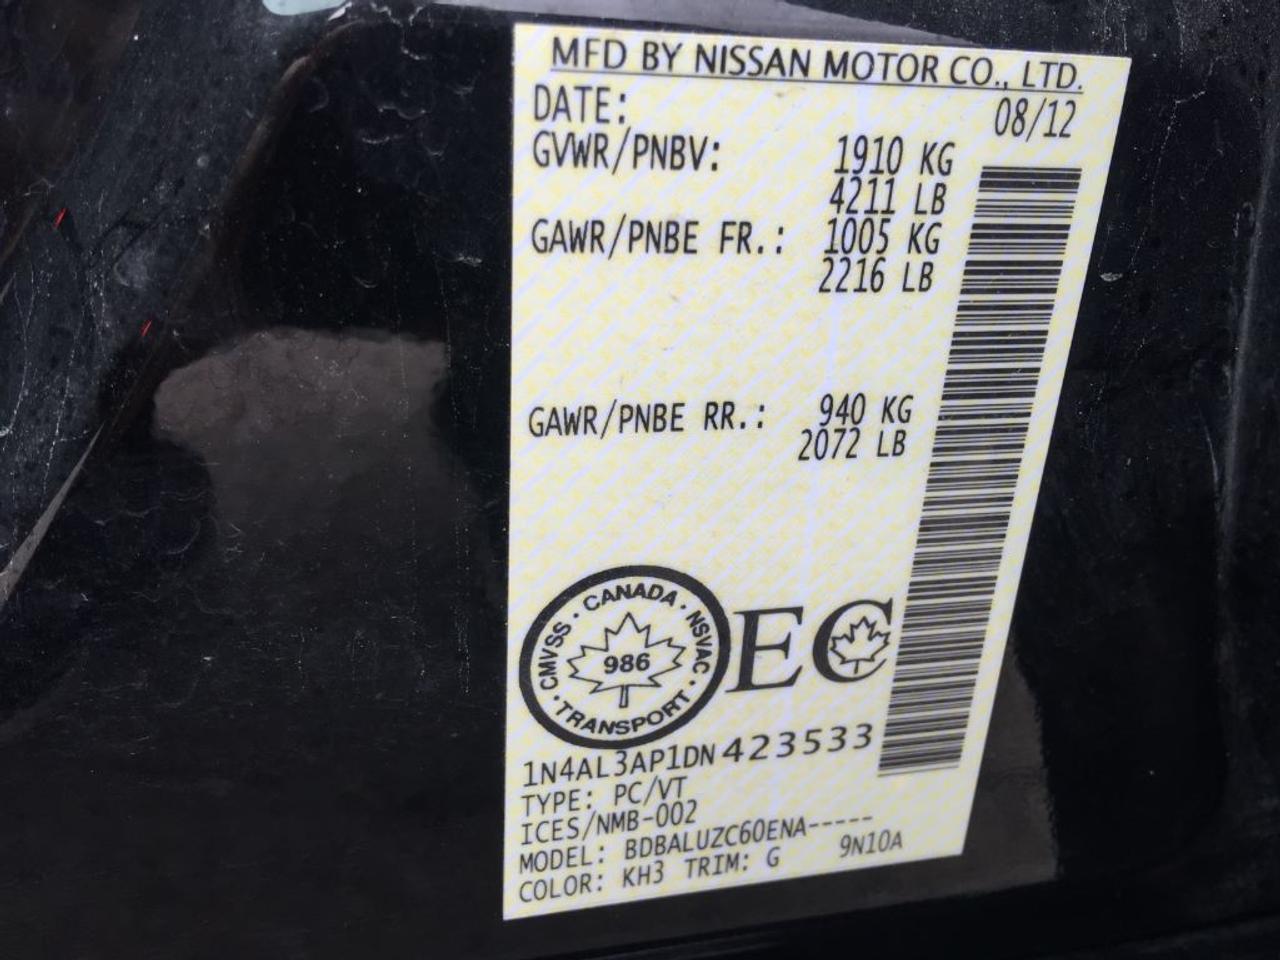 MFD BY NISSAN MOTOR CO., LTD.
DATE: 08/12
GVWR/PNBV: 1910 KG
4211 LB
GAWR/PNBE FR.: 1005 KG
2216 LB
GAWR/PNBE RR.: 940 KG
2072 LB
CMVSS · CANADA · NSVAC · TRANSPORT ·
986
EC
1N4AL3AP1DN423533
TYPE: PC/VT
ICES/NMB-002
MODEL: BDBALUZC60ENA-----
COLOR: KH3 TRIM: G 9N10A